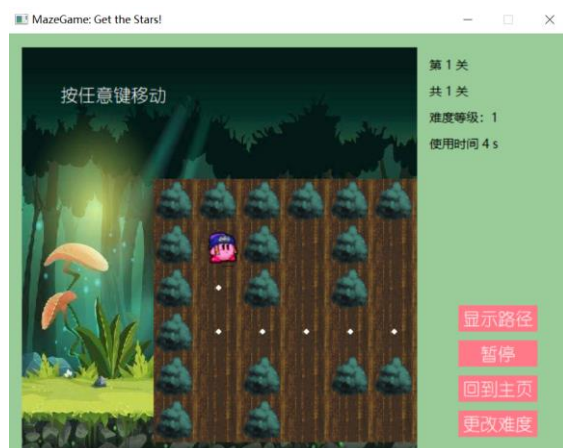 MazeGame: Get the Stars!
按任意键移动
第 1 关
共 1 关
难度等级：1
使用时间 4 s
显示路径
暂停
回到主页
更改难度